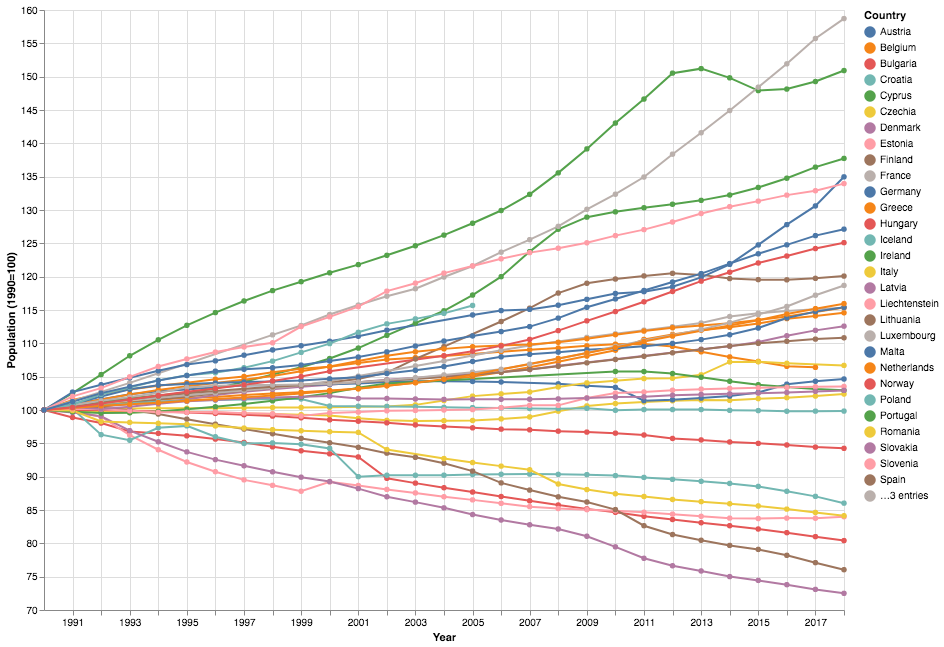 160
155
150
145
140
135
130
125
120
115
110
105
100
95
90
85
80
75
70
Population (1990=100)
1991
1993
1995
1997
1999
2001
2003
2005
2007
2009
2011
2013
2015
2017
Year
Country
Austria
Belgium
Bulgaria
Croatia
Cyprus
Czechia
Denmark
Estonia
Finland
France
Germany
Greece
Hungary
Iceland
Ireland
Italy
Latvia
Liechtenstein
Lithuania
Luxembourg
Malta
Netherlands
Norway
Poland
Portugal
Romania
Slovakia
Slovenia
Spain
…3 entries